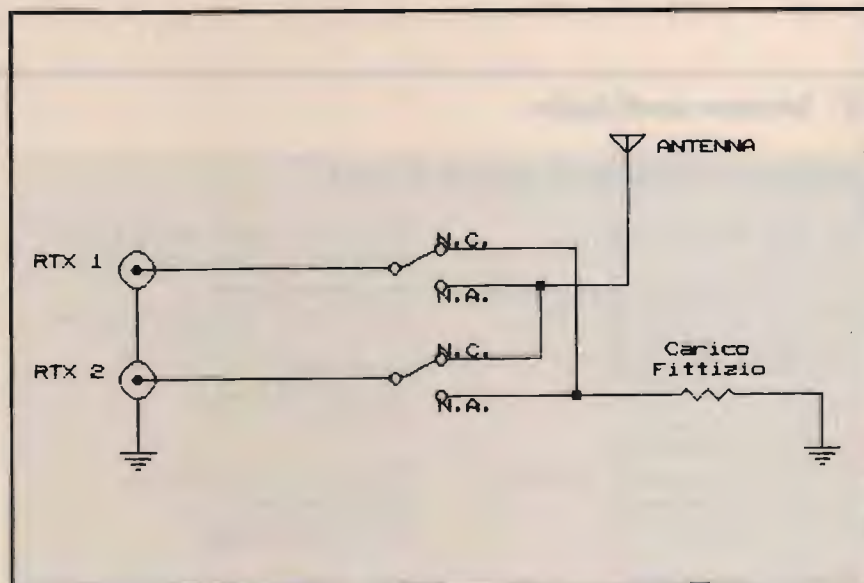 ANTENNA
N.C.
RTX 1
N.A.
N.C.
Carico
Fittizio
RTX 2
N.A.